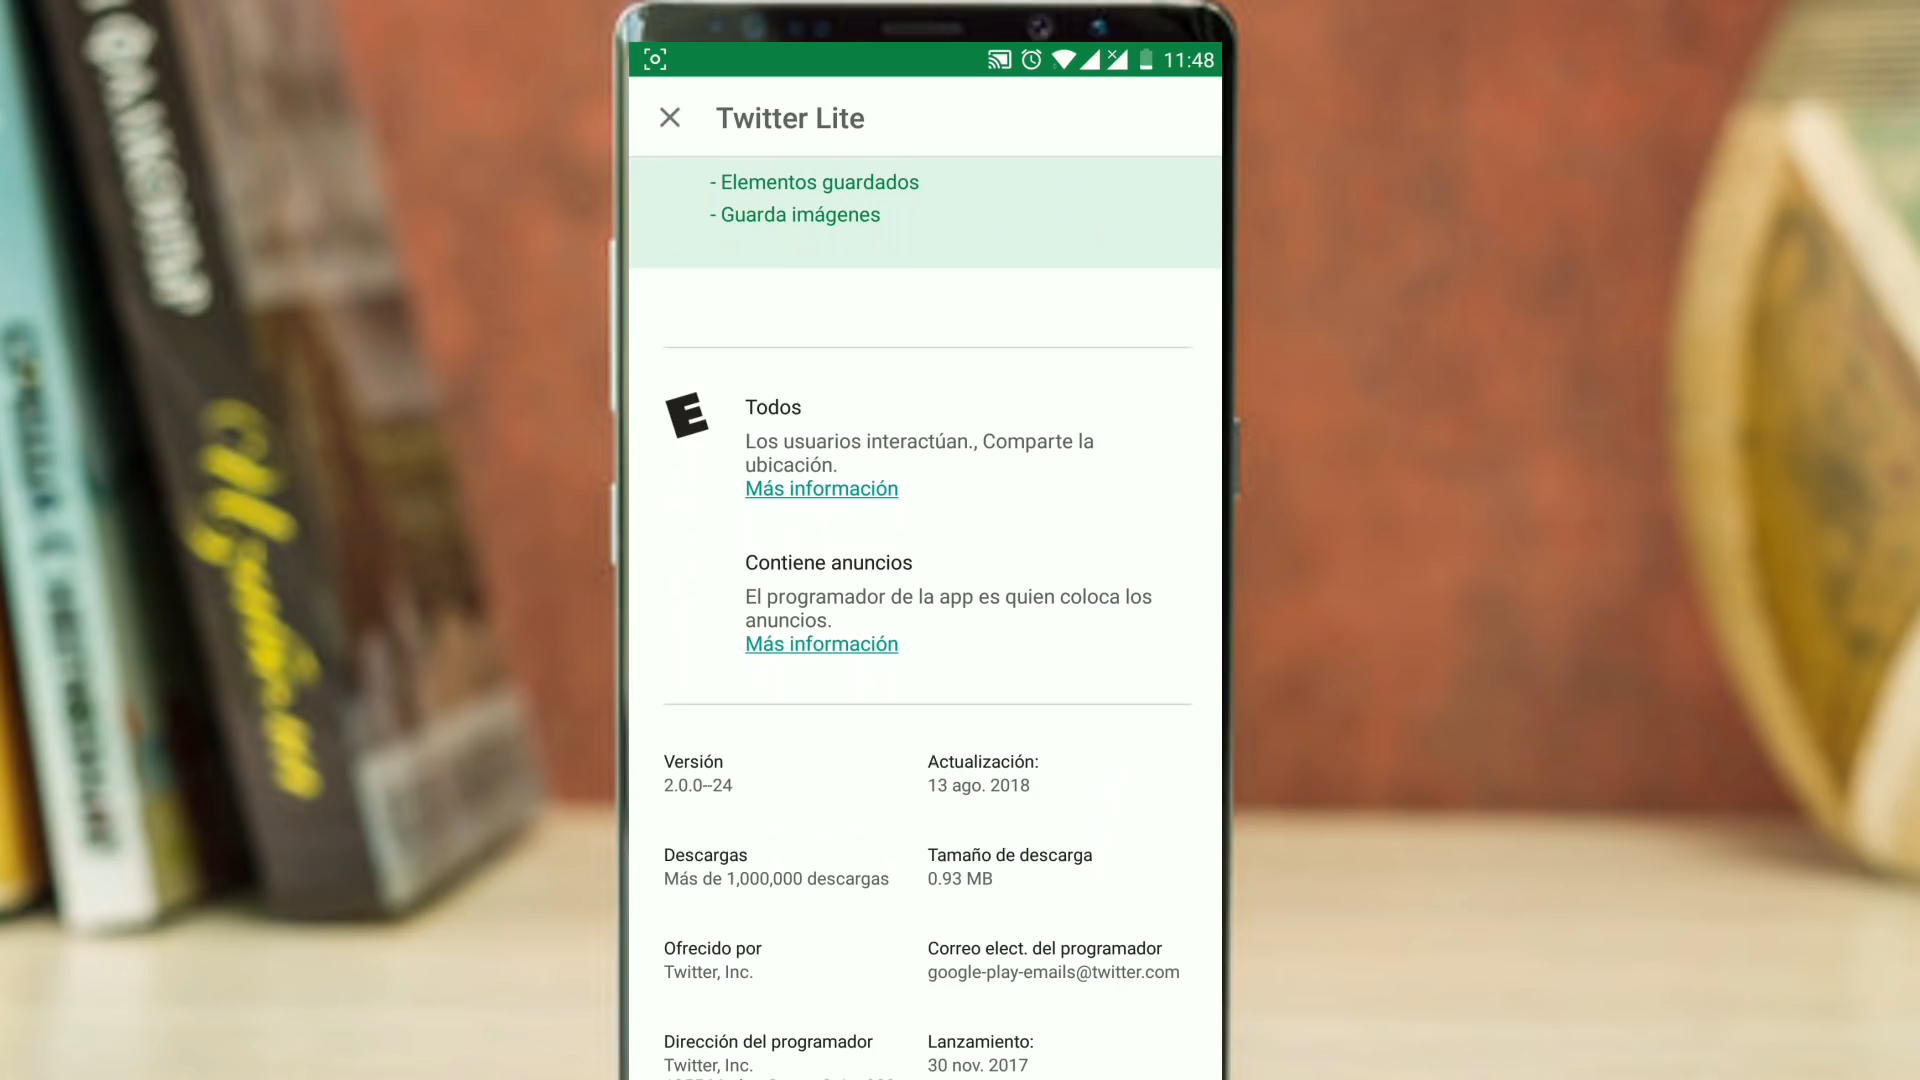 11:48
Twitter Lite
- Elementos guardados
- Guarda imágenes
E
Todos
Los usuarios interactúan., Comparte la
ubicación.
Más información
Contiene anuncios
El programador de la app es quien coloca los
anuncios.
Más información
Versión
2.0.0--24
Actualización:
13 ago. 2018
Descargas
Más de 1,000,000 descargas
Tamaño de descarga
0.93 MB
Ofrecido por
Twitter, Inc.
Correo elect. del programador
google-play-emails@twitter.com
Dirección del programador
Twitter, Inc.
Lanzamiento:
30 nov. 2017